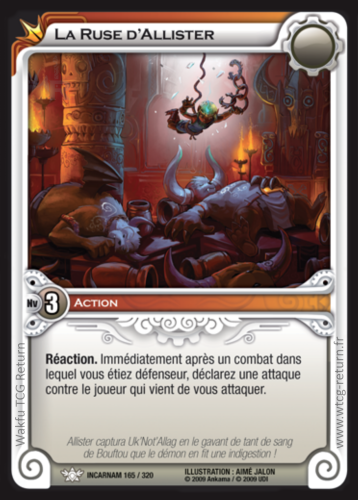 La Ruse d'Allister
Nv 3 Action
Réaction. Immédiatement après un combat dans
lequel vous étiez défenseur, déclarez une attaque
contre le joueur qui vient de vous attaquer.
Allister captura Uk'Not'Allag en le gavant de tant de sang
de Bouftou que le démon en fit une indigestion !
INCARNAM 165 / 320
ILLUSTRATION : AIMÉ JALON
© 2009 Ankama / © 2009 UDI
Wakfu TCG Return
www.wtcg-return.fr